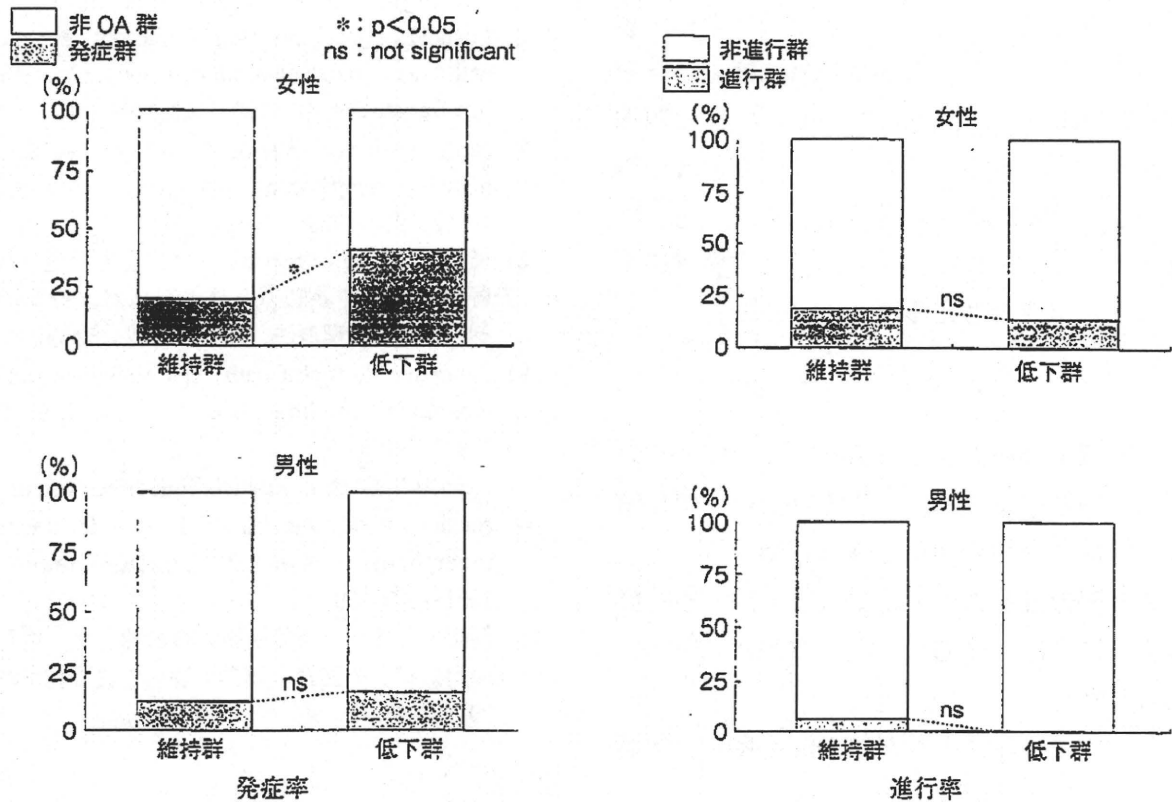 非OA群
発症群
*：p＜0.05
ns：not significant
(%)
女性
100
75
50
25
0
*
維持群
低下群
(%)
男性
100
75
50
25
0
ns
維持群
低下群
発症率
非進行群
進行群
(%)
女性
100
75
50
25
0
ns
維持群
低下群
(%)
男性
100
75
50
25
0
ns
維持群
低下群
進行率